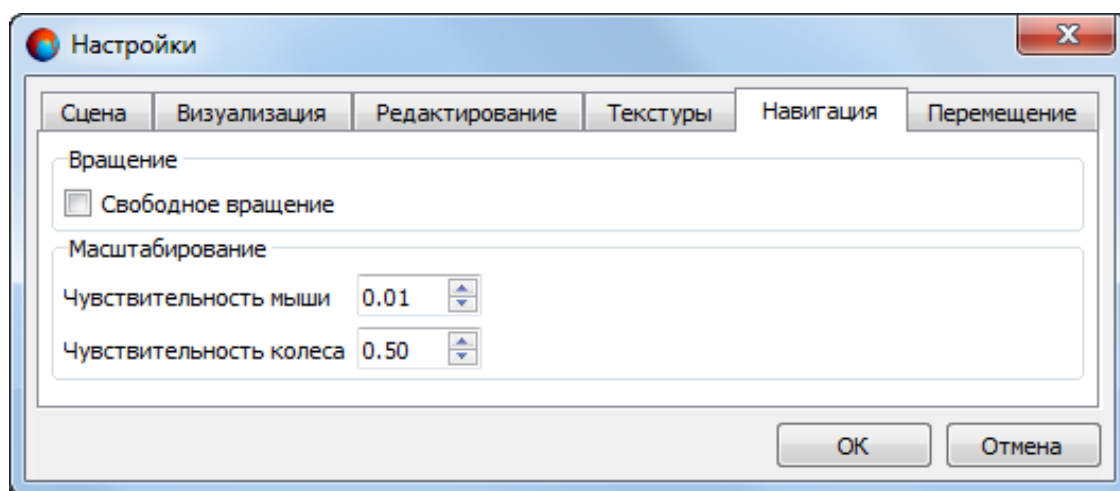 Настройки
Сцена Визуализация Редактирование Текстуры Навигация Перемещение
Вращение
Свободное вращение
Масштабирование
Чувствительность мыши 0.01
Чувствительность колеса 0.50
ОК Отмена